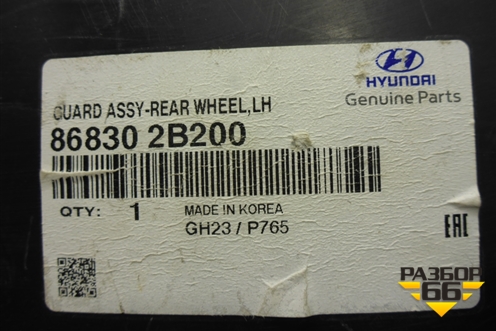 HYUNDAI
Genuine Parts
GUARD ASSY-REAR WHEEL,LH
86830 2B200
QTY: 1
MADE IN KOREA
GH23 / P765
EAC
РАЗБОР
66